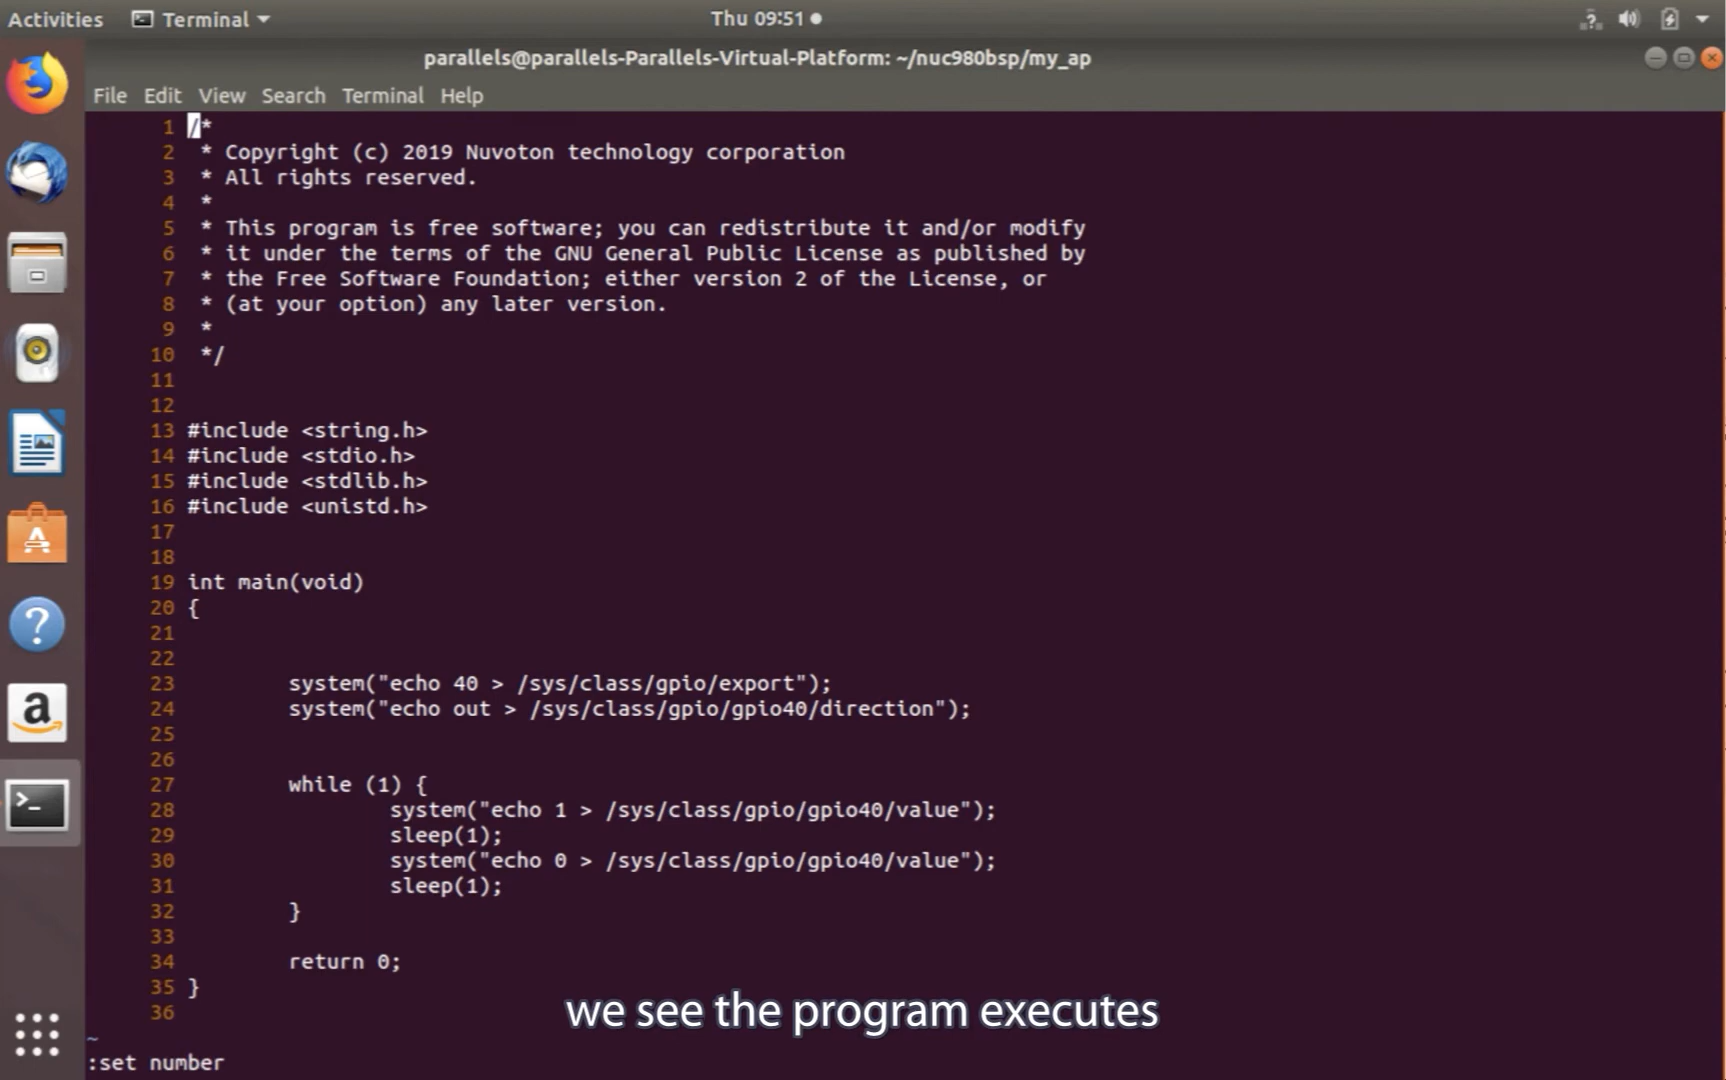 Activities Terminal Thu 09:51
parallels@parallels-Parallels-Virtual-Platform: ~/nuc980bsp/my_ap
File Edit View Search Terminal Help
1 /*
2  * Copyright (c) 2019 Nuvoton technology corporation
3  * All rights reserved.
4  *
5  * This program is free software; you can redistribute it and/or modify
6  * it under the terms of the GNU General Public License as published by
7  * the Free Software Foundation; either version 2 of the License, or
8  * (at your option) any later version.
9  *
10  */
11
12
13 #include <string.h>
14 #include <stdio.h>
15 #include <stdlib.h>
16 #include <unistd.h>
17
18
19 int main(void)
20 {
21
22
23         system("echo 40 > /sys/class/gpio/export");
24         system("echo out > /sys/class/gpio/gpio40/direction");
25
26
27         while (1) {
28                 system("echo 1 > /sys/class/gpio/gpio40/value");
29                 sleep(1);
30                 system("echo 0 > /sys/class/gpio/gpio40/value");
31                 sleep(1);
32         }
33
34         return 0;
35 }
36
we see the program executes
~
:set number